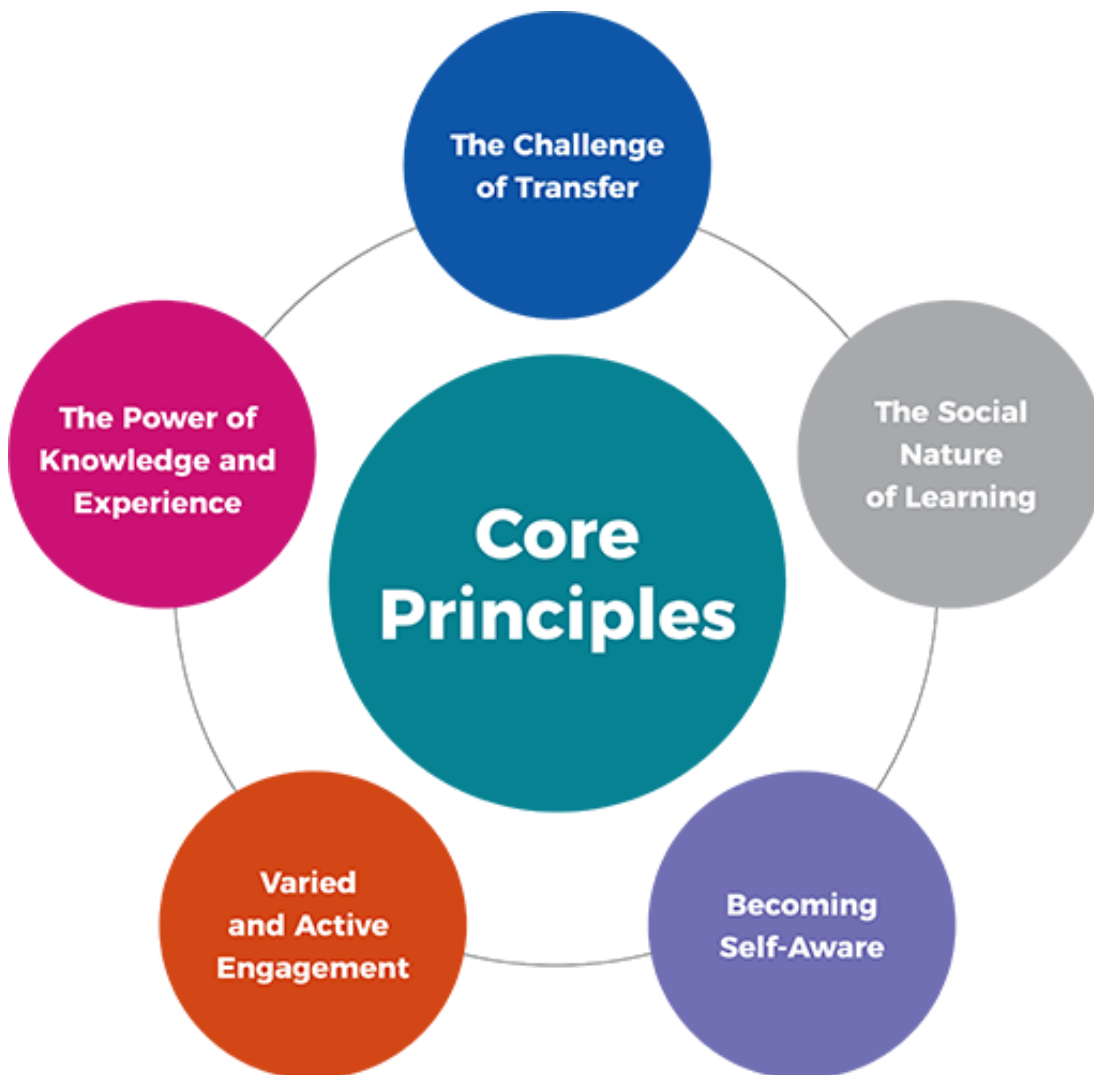 The Challenge
of Transfer
The Power of
Knowledge and
Experience
The Social
Nature
of Learning
Core
Principles
Varied
and Active
Engagement
Becoming
Self-Aware